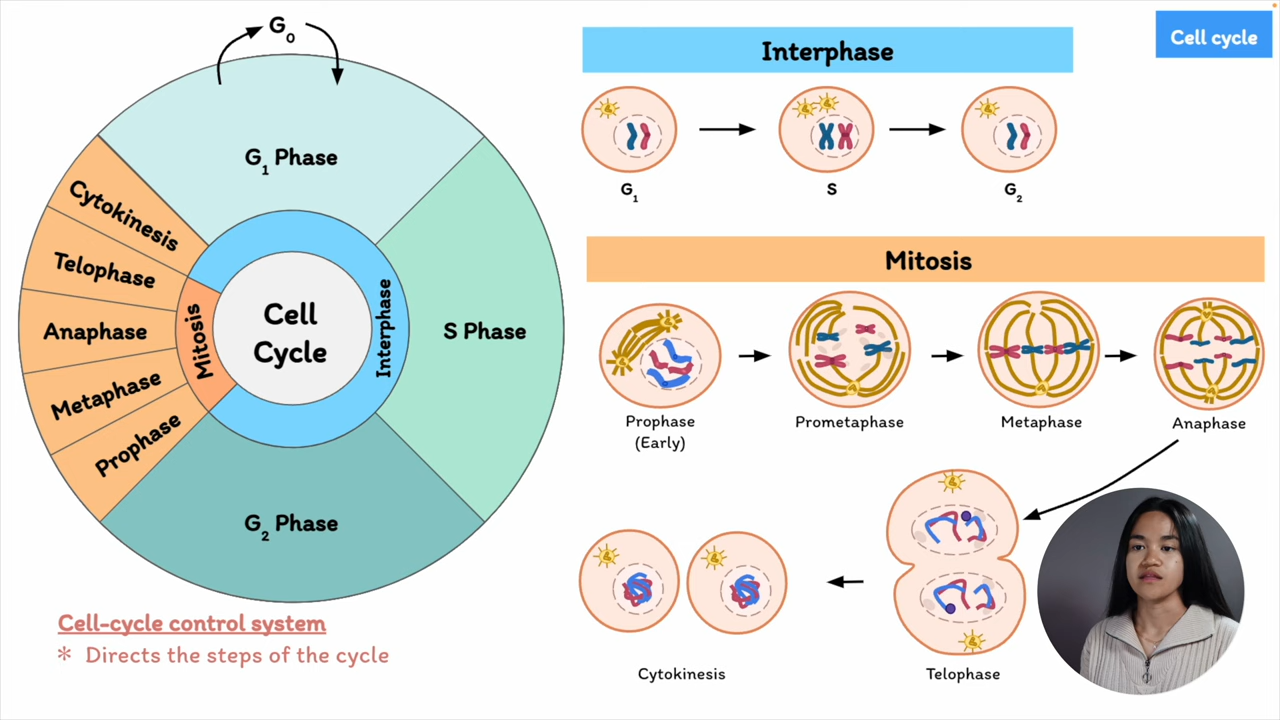 G₀
G₁ Phase
S Phase
G₂ Phase
Cytokinesis
Telophase
Anaphase
Metaphase
Prophase
Mitosis
Interphase
Cell
Cycle
Cell-cycle control system
* Directs the steps of the cycle
Cell cycle
Interphase
G₁
S
G₂
Mitosis
Prophase
(Early)
Prometaphase
Metaphase
Anaphase
Cytokinesis
Telophase